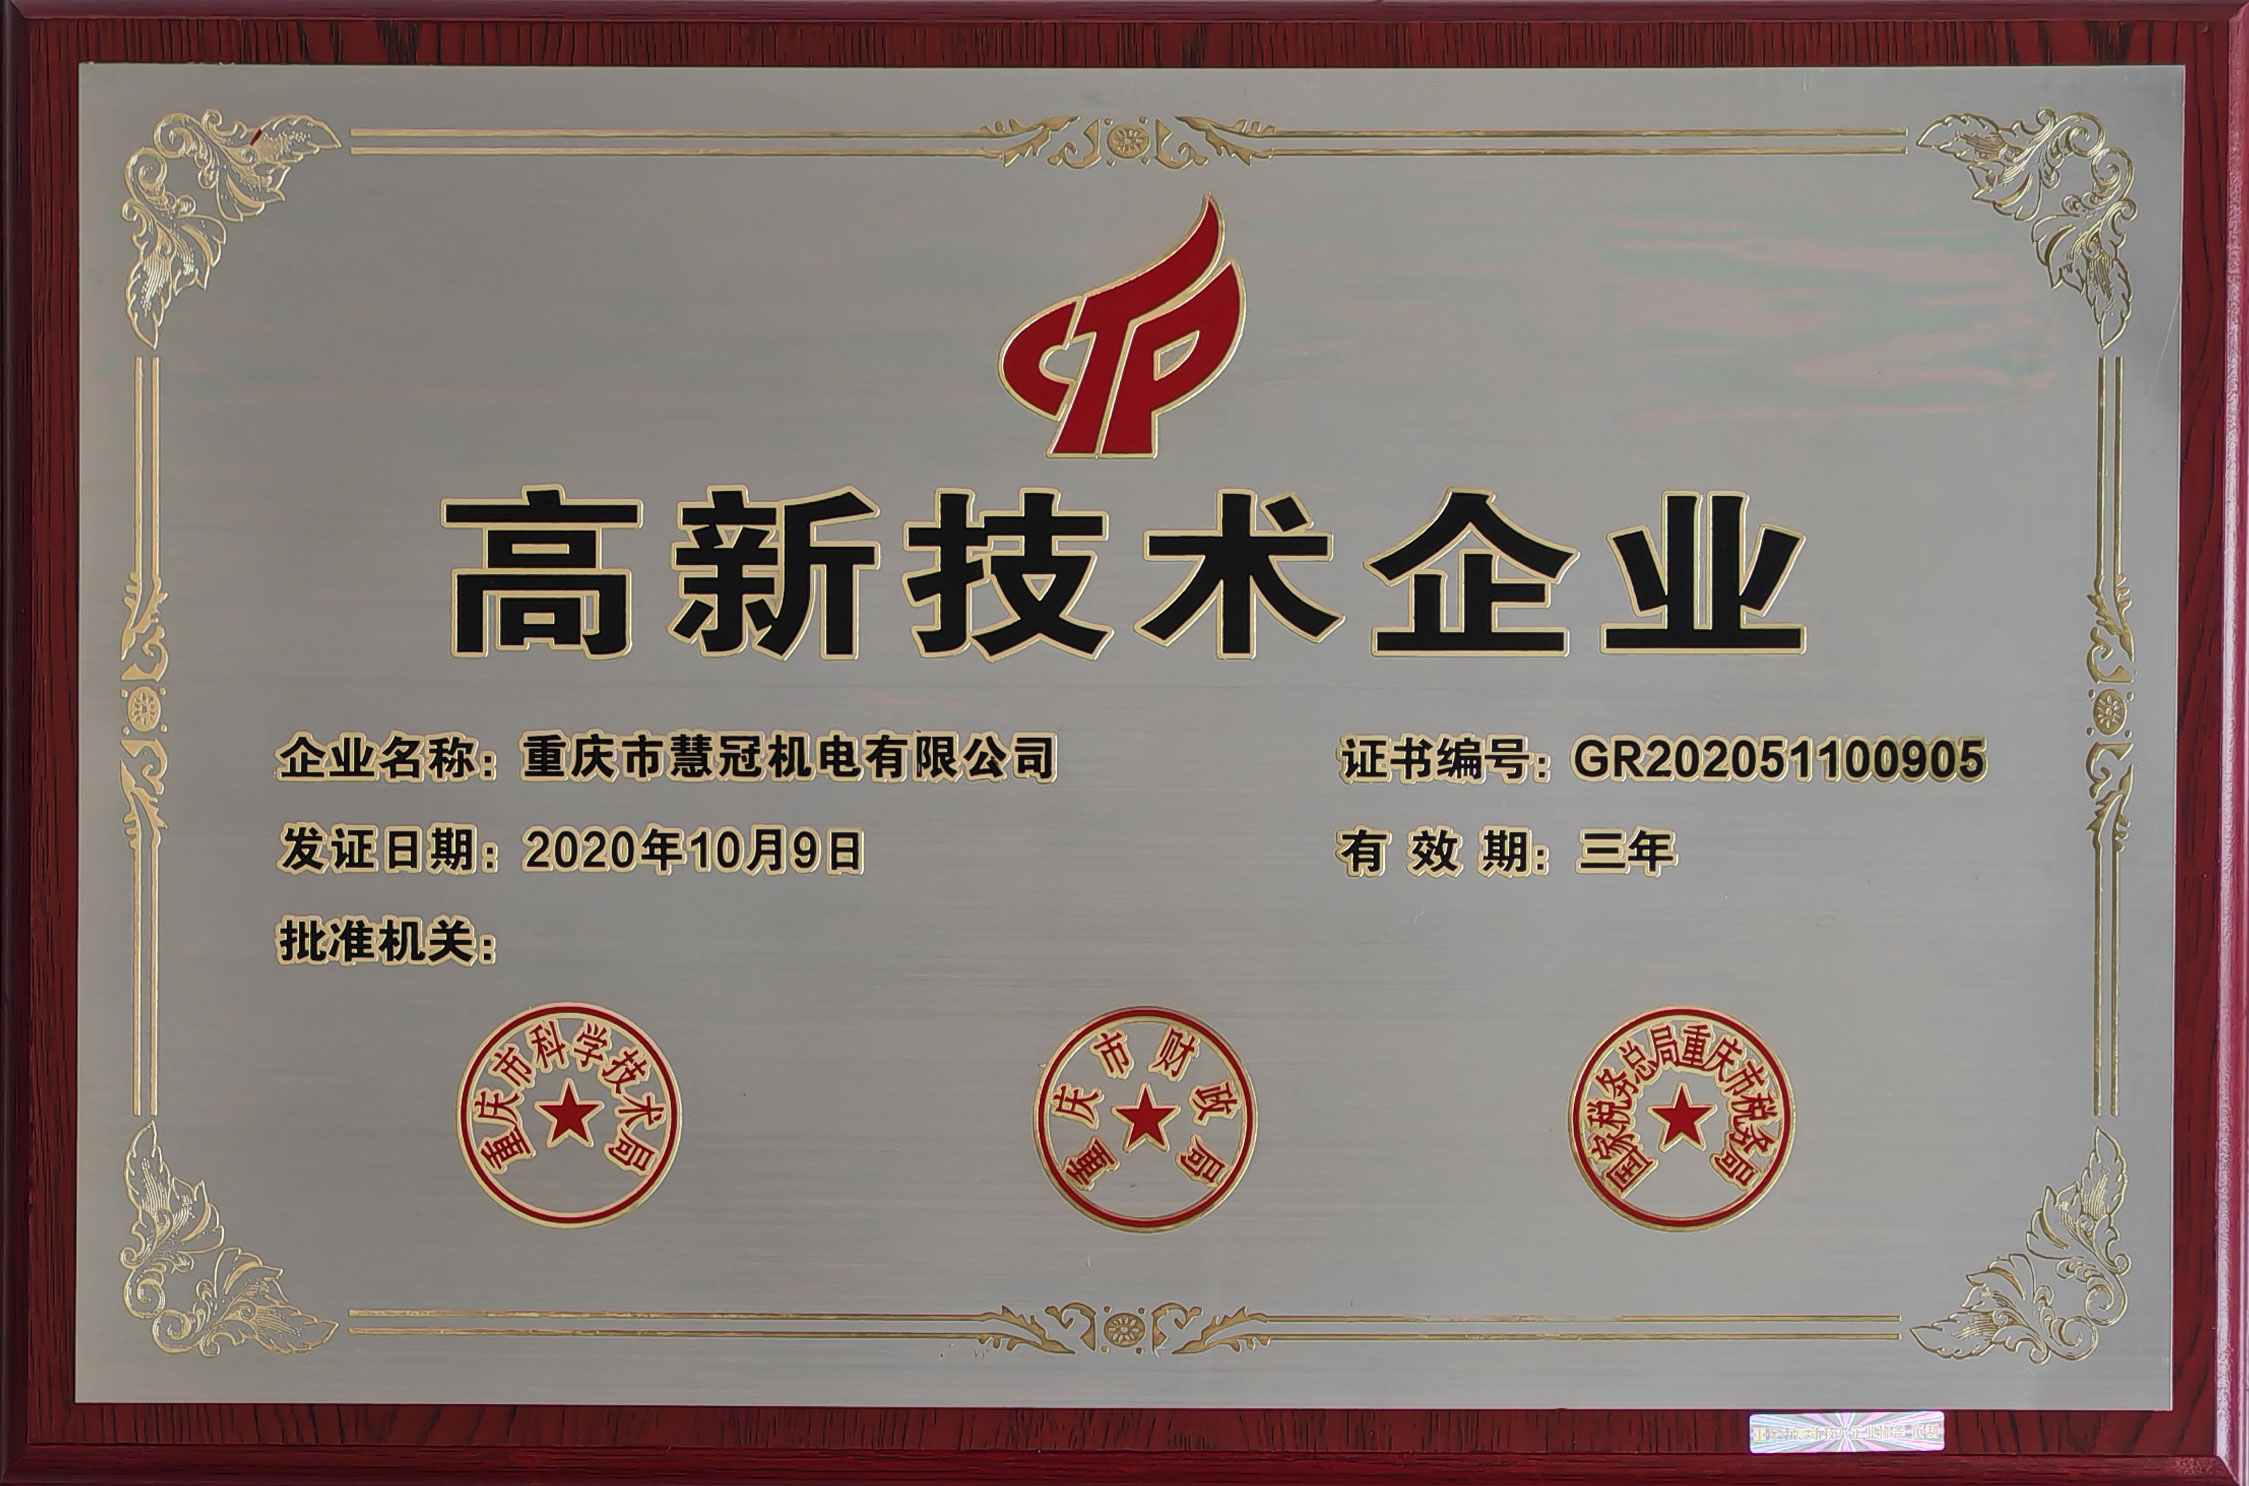 高新技术企业
企业名称：重庆市慧冠机电有限公司
证书编号：GR202051100905
发证日期：2020年10月9日
有 效 期：三年
批准机关：
重庆市科学技术局
重庆市财政局
国家税务总局重庆市税务局